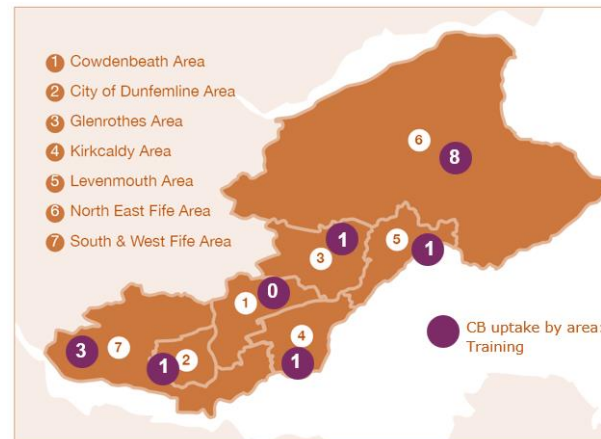 1 Cowdenbeath Area
2 City of Dunfemline Area
3 Glenrothes Area
4 Kirkcaldy Area
5 Levenmouth Area
6 North East Fife Area
7 South & West Fife Area
6
8
1
5
1
3
0
1
CB uptake by area:
Training
4
3
7
1
2
1